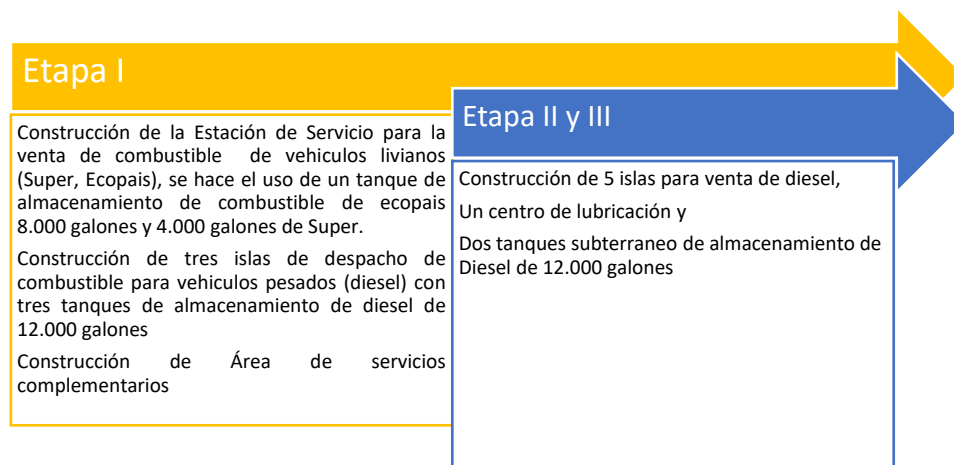 Etapa I
Construcción de la Estación de Servicio para la
venta de combustible de vehiculos livianos
(Super, Ecopais), se hace el uso de un tanque de
almacenamiento de combustible de ecopais
8.000 galones y 4.000 galones de Super.
Construcción de tres islas de despacho de
combustible para vehiculos pesados (diesel) con
tres tanques de almacenamiento de diesel de
12.000 galones
Construcción de Área de servicios
complementarios
Etapa II y III
Construcción de 5 islas para venta de diesel,
Un centro de lubricación y
Dos tanques subterraneo de almacenamiento de
Diesel de 12.000 galones